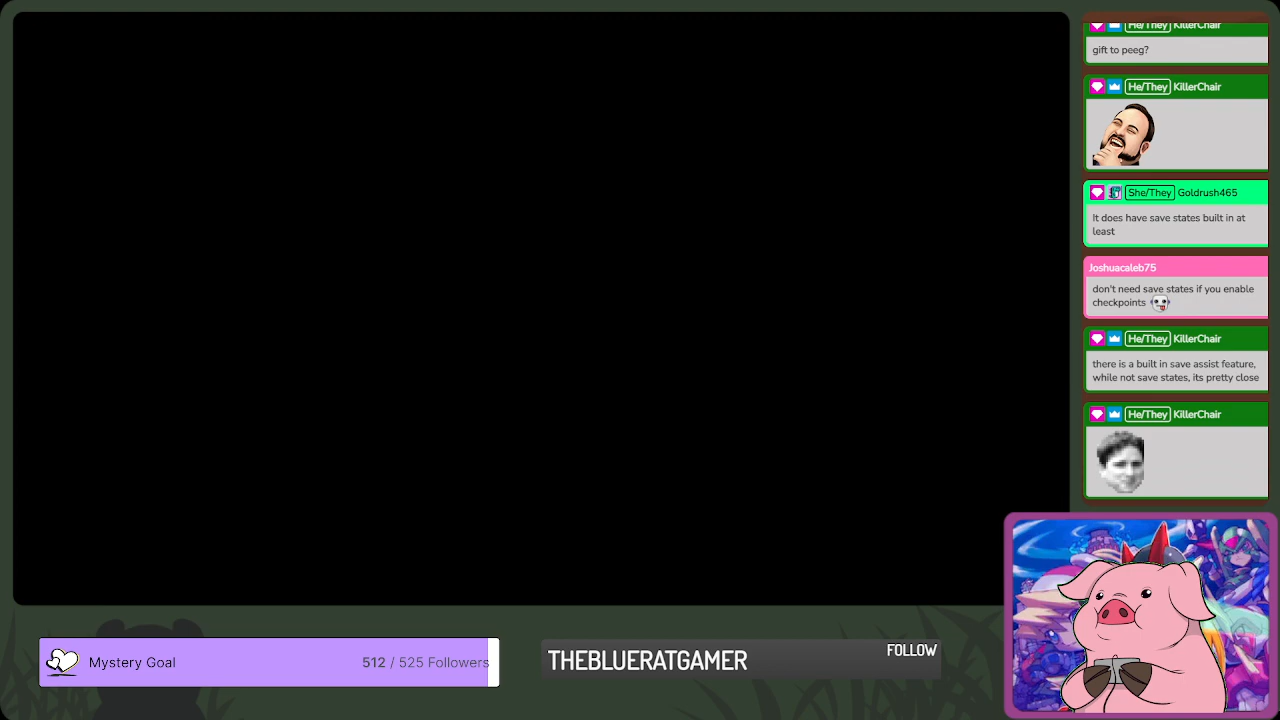 He/They KillerChair
gift to peeg?
He/They KillerChair
She/They Goldrush465
It does have save states built in at
least
Joshuacaleb75
don't need save states if you enable
checkpoints
He/They KillerChair
there is a built in save assist feature,
while not save states, its pretty close
He/They KillerChair
Mystery Goal 512 / 525 Followers
THEBLUERATGAMER FOLLOW